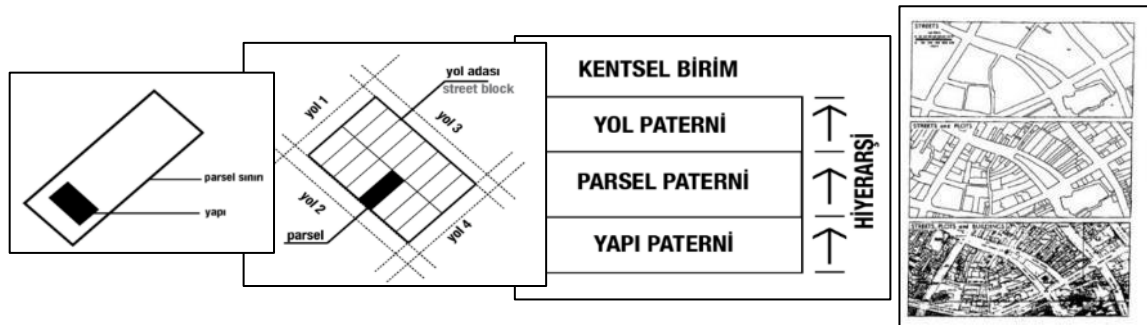 parsel sınırı
yapı
yol adası
street block
yol 1
yol 3
yol 2
yol 4
parsel
KENTSEL BİRİM
YOL PATERNİ
PARSEL PATERNİ
YAPI PATERNİ
HİYERARŞİ
STREETS
STREETS and PLOTS
STREETS, PLOTS and BUILDINGS